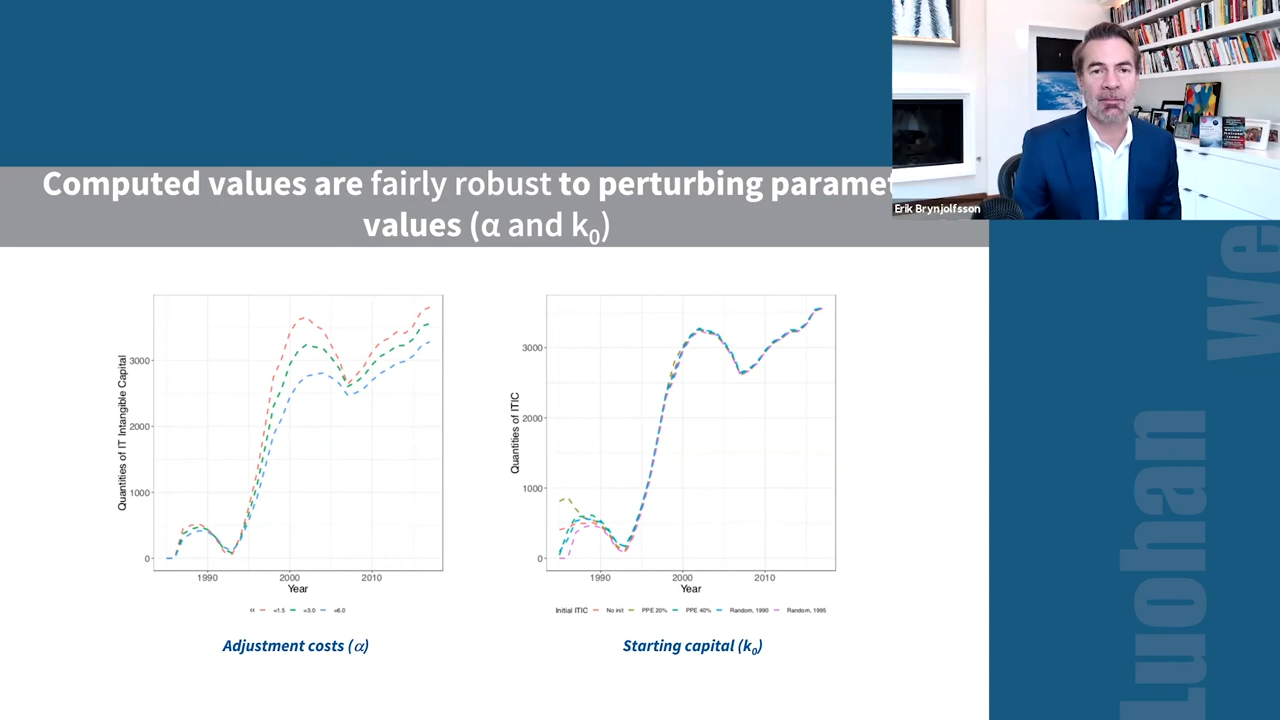 Computed values are fairly robust to perturbing paramet
values (α and k₀)
Erik Brynjolfsson
Quantities of IT Intangible Capital
3000
2000
1000
0
1990
2000
2010
Year
α =1.5 =3.0 =6.0
Adjustment costs (α)
Quantities of ITIC
3000
2000
1000
0
1990
2000
2010
Year
Initial ITIC No init PPE 20% PPE 40% Random, 1990 Random, 1995
Starting capital (k₀)
Luohan
We